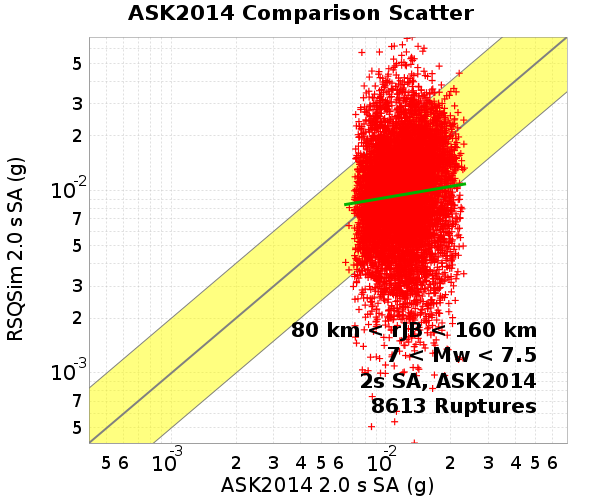 ASK2014 Comparison Scatter
RSQSim 2.0 s SA (g)
5
3
2
10-2
7
5
3
2
10-3
7
5
80 km < rJB < 160 km
7 < Mw < 7.5
2s SA, ASK2014
8613 Ruptures
5 6 10-3 2 3 4 5 6 10-2 2 3 4 5 6
ASK2014 2.0 s SA (g)